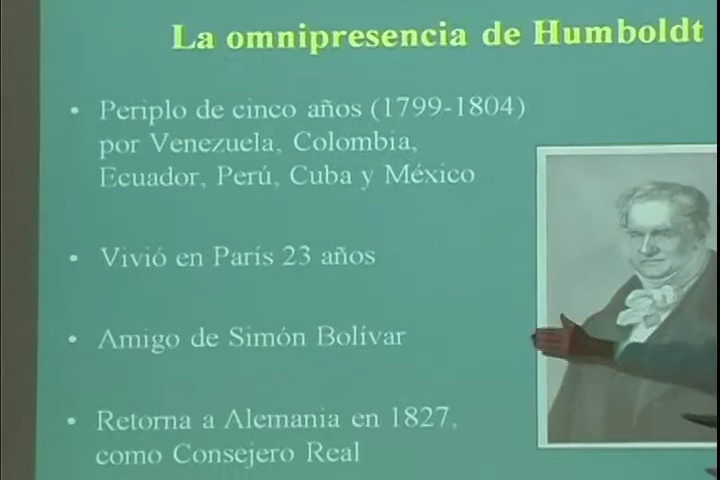 La omnipresencia de Humboldt
• Periplo de cinco años (1799-1804)
por Venezuela, Colombia,
Ecuador, Perú, Cuba y México
• Vivió en París 23 años
• Amigo de Simón Bolívar
• Retorna a Alemania en 1827,
como Consejero Real